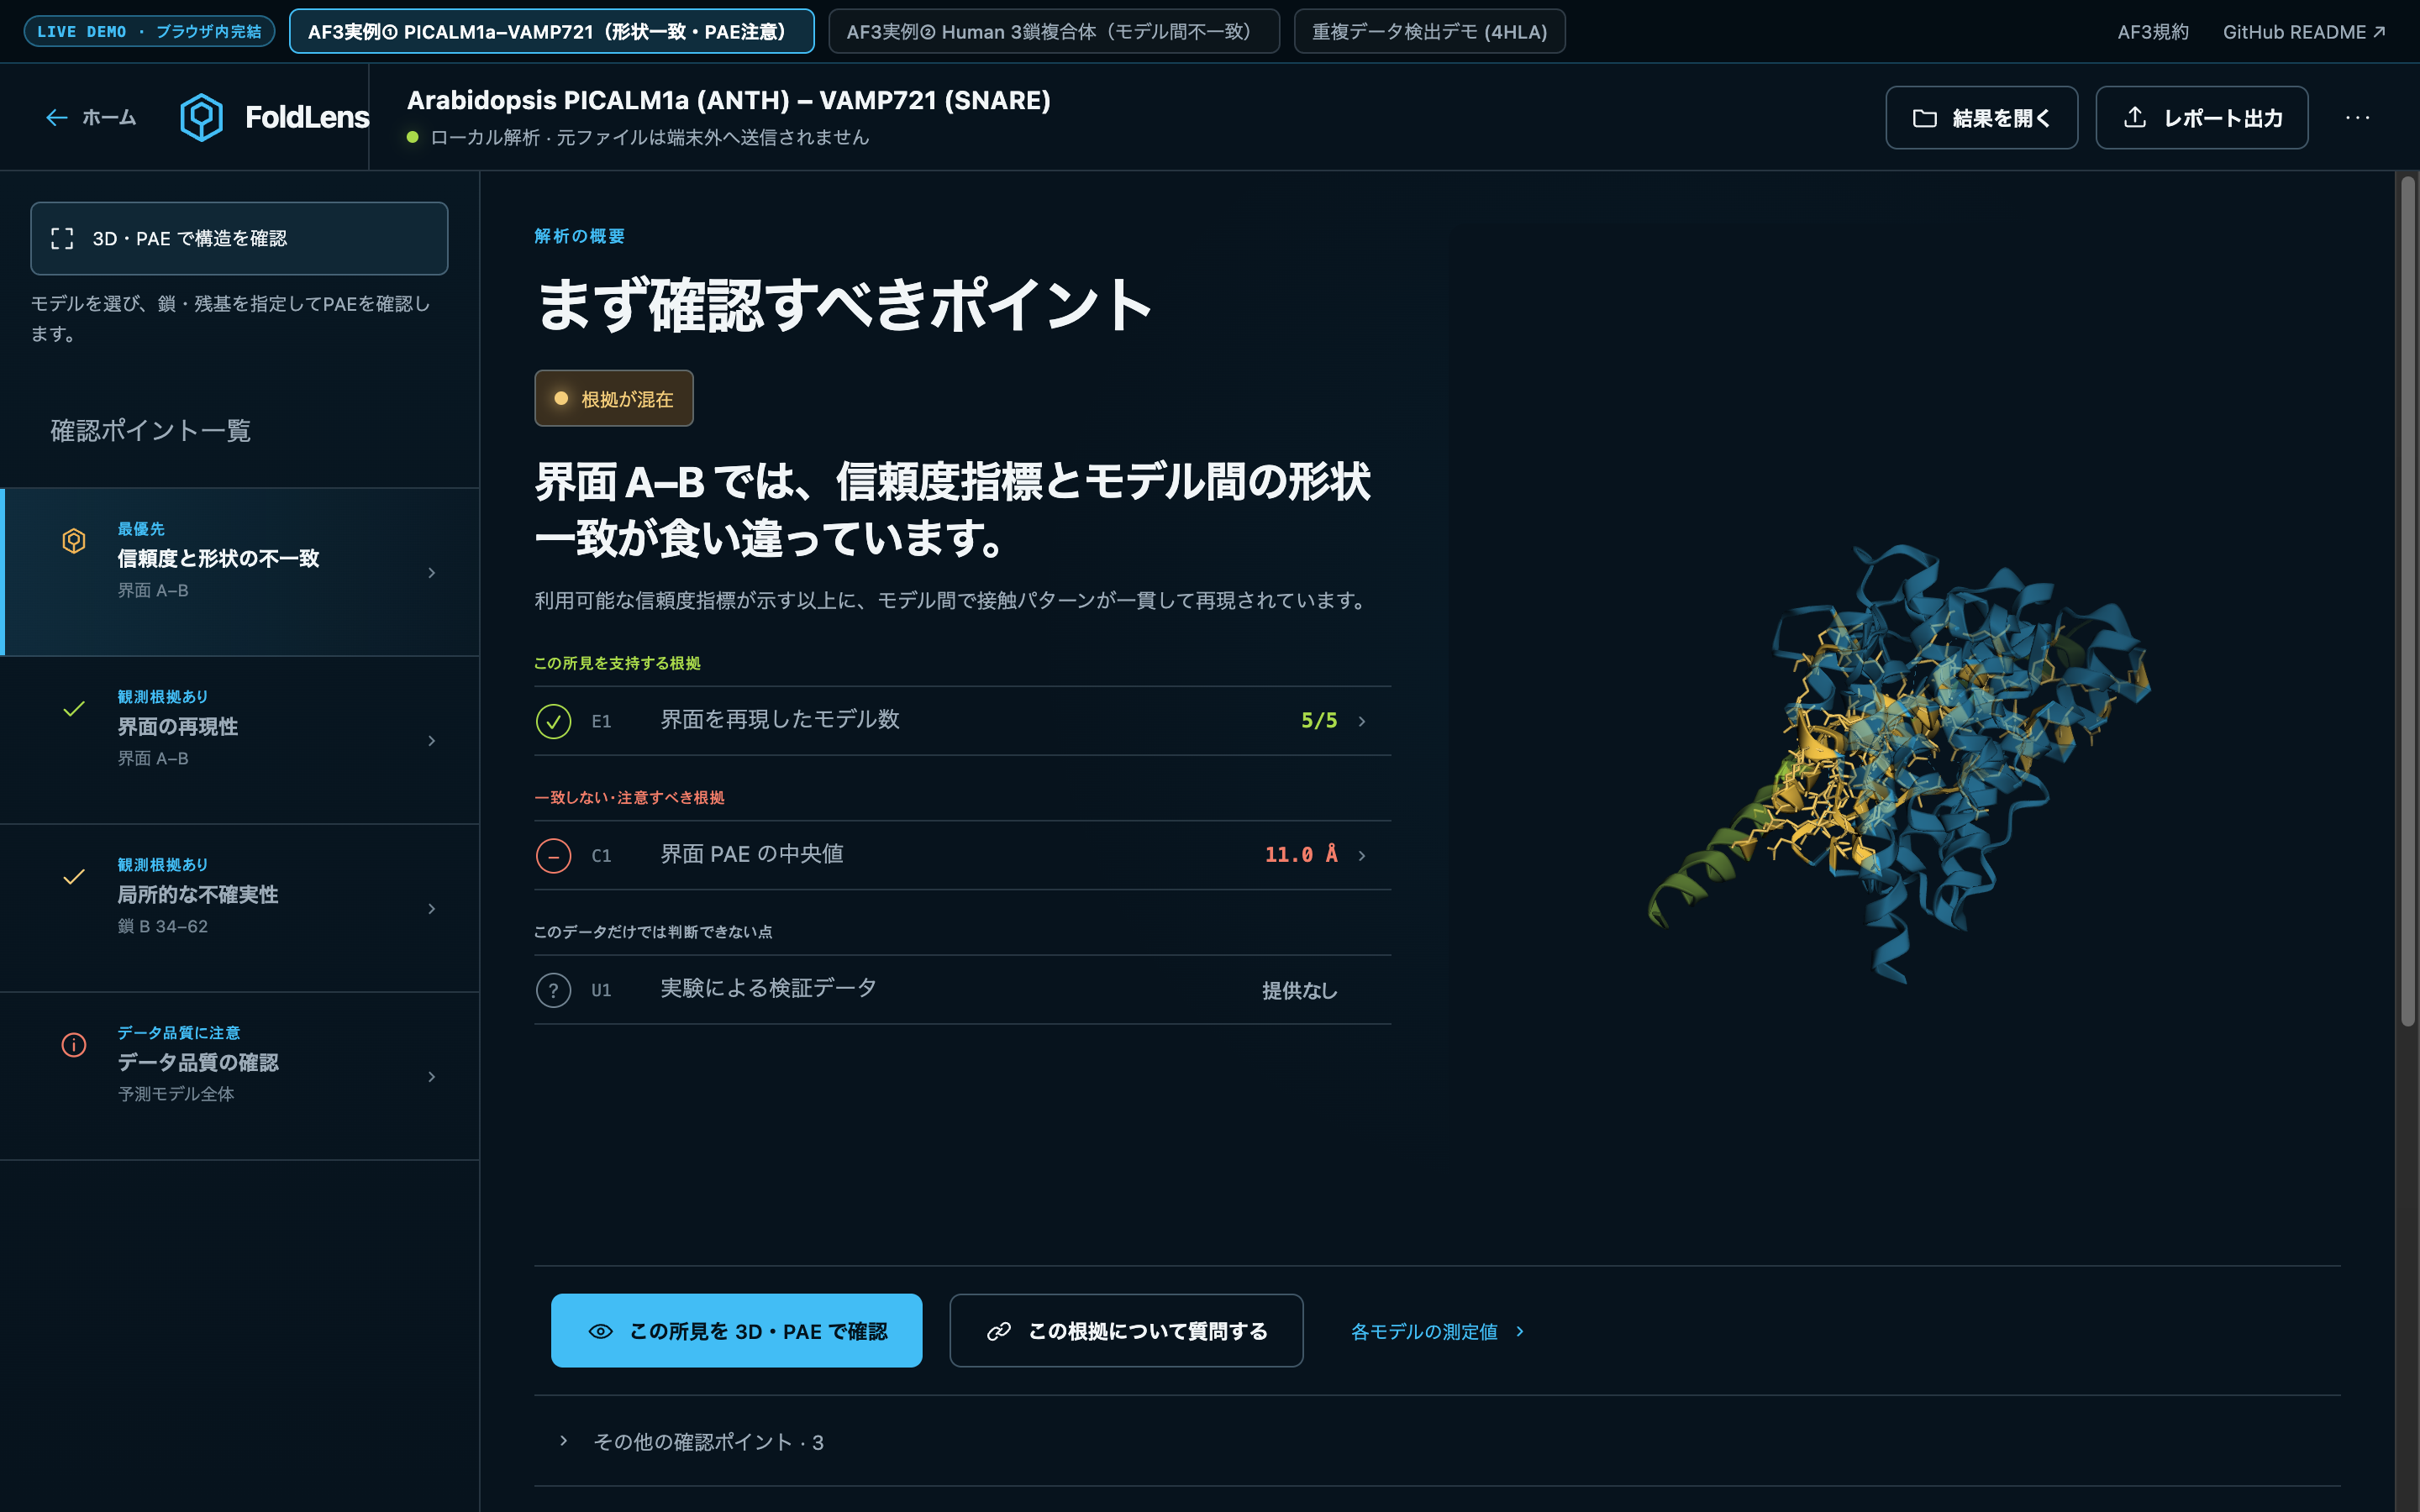 LIVE DEMO · ブラウザ内完結
AF3実例① PICALM1a–VAMP721（形状一致・PAE注意）
AF3実例② Human 3鎖複合体（モデル間不一致）
重複データ検出デモ (4HLA)
AF3規約
GitHub README ↗
← ホーム
FoldLens
Arabidopsis PICALM1a (ANTH) – VAMP721 (SNARE)
ローカル解析 · 元ファイルは端末外へ送信されません
結果を開く
レポート出力
···
3D・PAE で構造を確認
モデルを選び、鎖・残基を指定してPAEを確認し
ます。
確認ポイント一覧
最優先
信頼度と形状の不一致
界面 A–B
観測根拠あり
界面の再現性
界面 A–B
観測根拠あり
局所的な不確実性
鎖 B 34–62
データ品質に注意
データ品質の確認
予測モデル全体
解析の概要
まず確認すべきポイント
根拠が混在
界面 A–B では、信頼度指標とモデル間の形状
一致が食い違っています。
利用可能な信頼度指標が示す以上に、モデル間で接触パターンが一貫して再現されています。
この所見を支持する根拠
E1 界面を再現したモデル数 5/5
一致しない·注意すべき根拠
C1 界面 PAE の中央値 11.0 Å
このデータだけでは判断できない点
? U1 実験による検証データ 提供なし
この所見を 3D・PAE で確認
この根拠について質問する
各モデルの測定値
その他の確認ポイント · 3